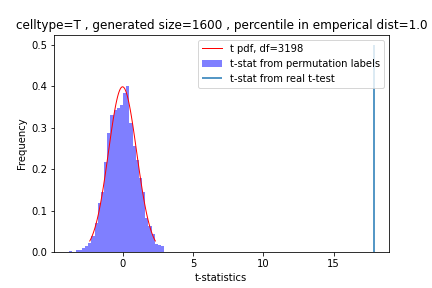 celltype=T , generated size=1600 , percentile in emperical dist=1.0
t pdf, df=3198
t-stat from permutation labels
t-stat from real t-test
Frequency
0.5
0.4
0.3
0.2
0.1
0.0
0 5 10 15
t-statistics